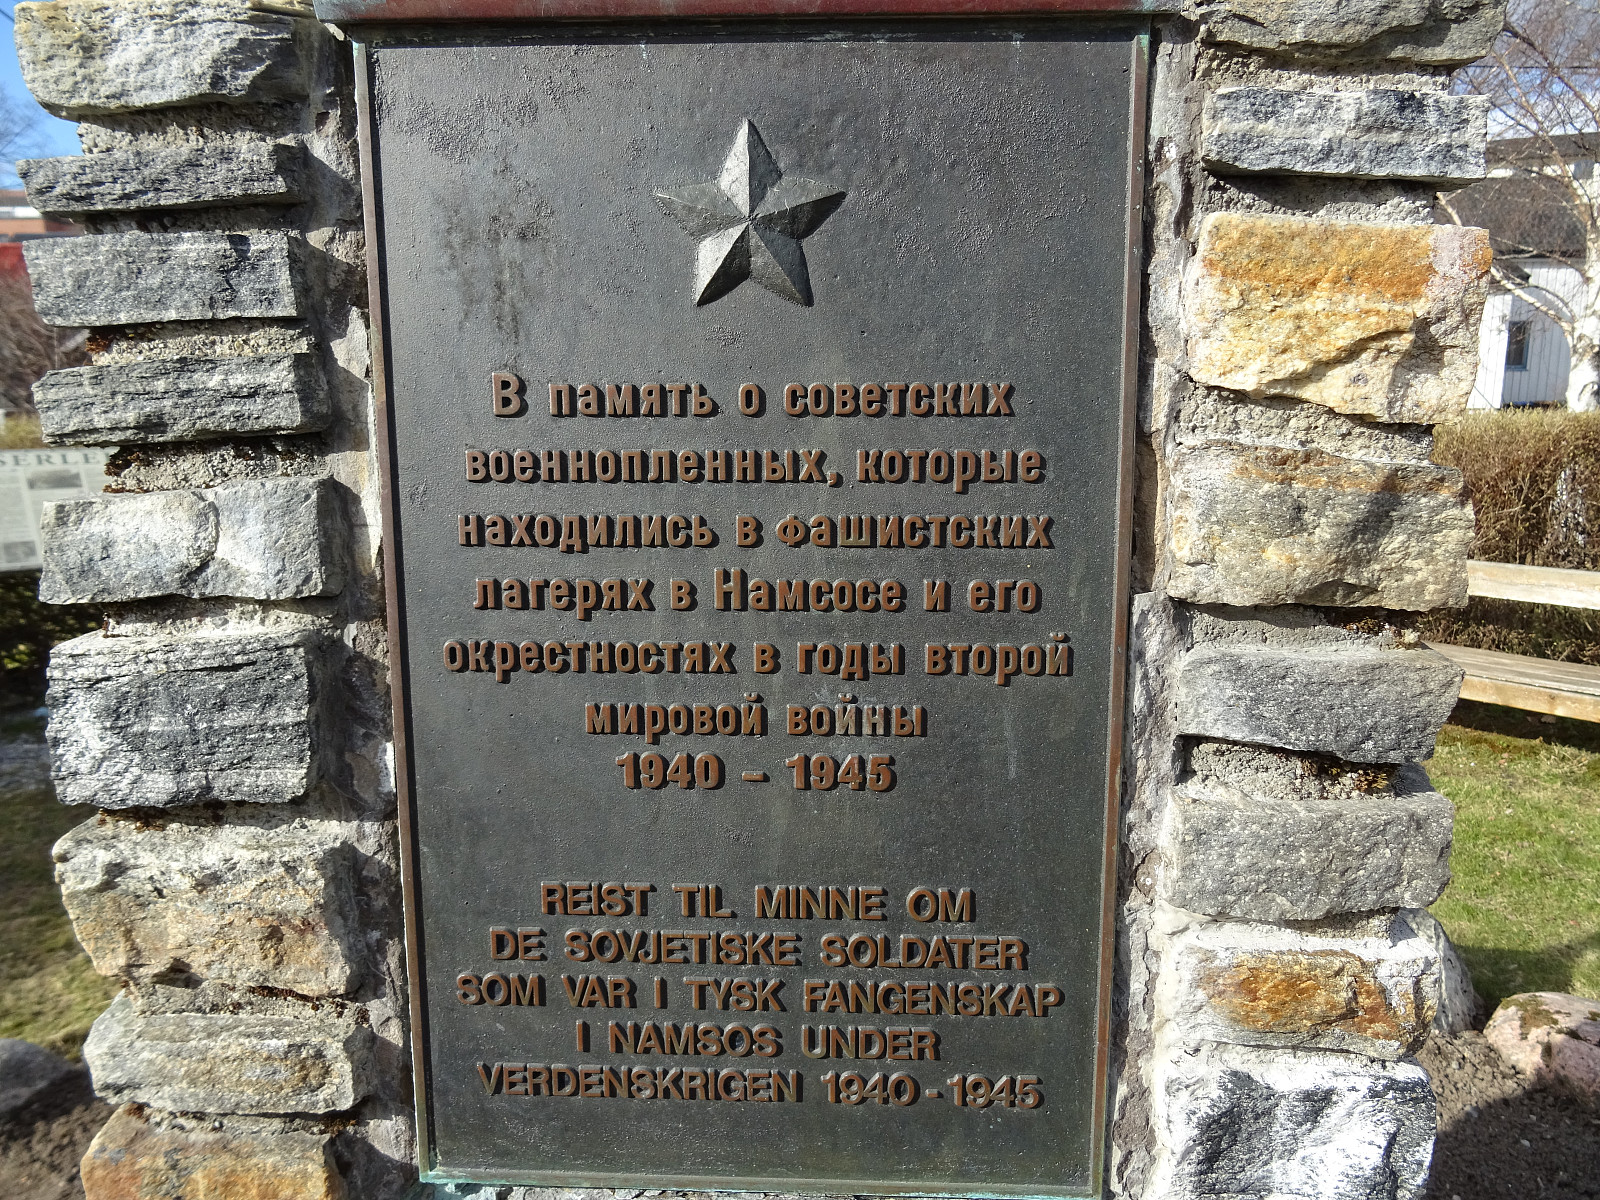 В память о советских
военнопленных, которые
находились в фашистских
лагерях в Намсосе и его
окрестностях в годы второй
мировой войны
1940 - 1945
REIST TIL MINNE OM
DE SOVJETISKE SOLDATER
SOM VAR I TYSK FANGENSKAP
I NAMSOS UNDER
VERDENSKRIGEN 1940 - 1945